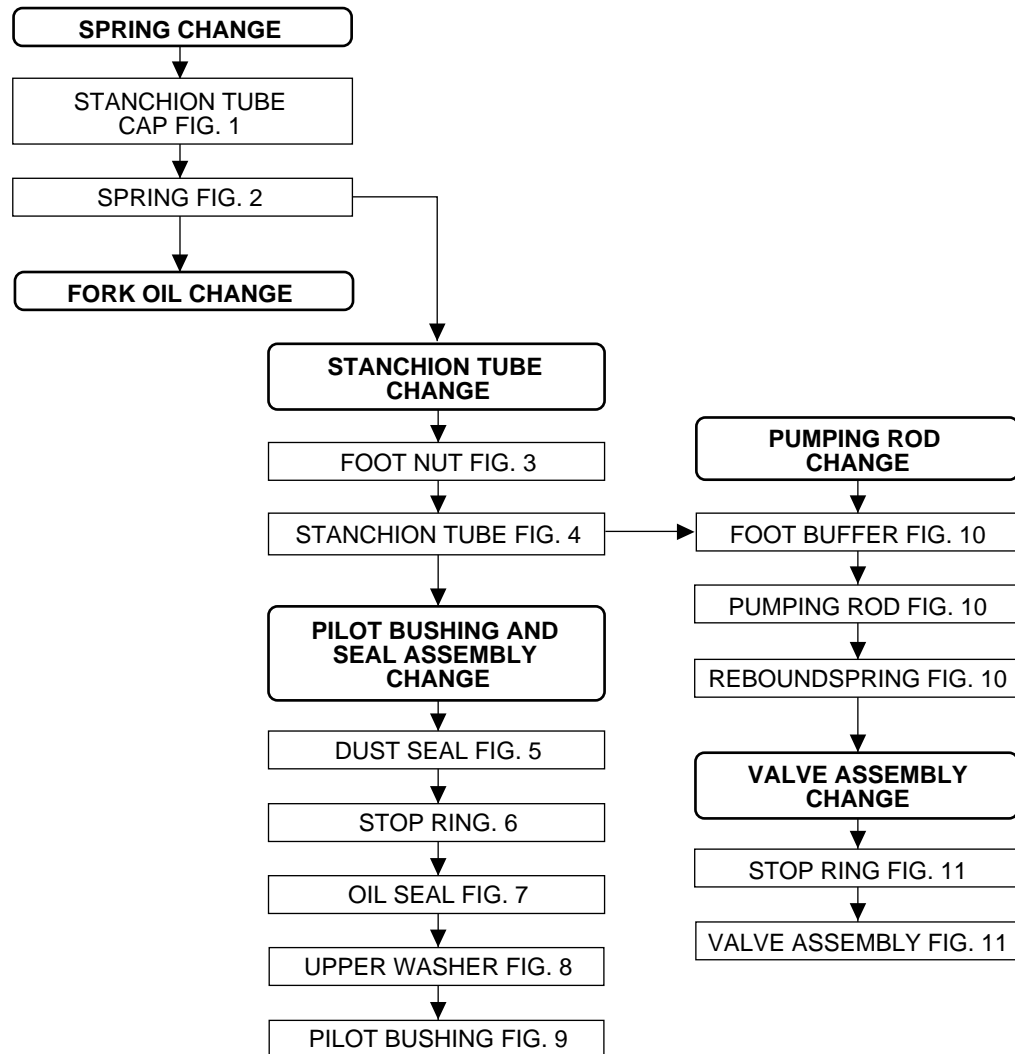 SPRING CHANGE
STANCHION TUBE
CAP FIG. 1
SPRING FIG. 2
FORK OIL CHANGE
STANCHION TUBE
CHANGE
FOOT NUT FIG. 3
STANCHION TUBE FIG. 4
PILOT BUSHING AND
SEAL ASSEMBLY
CHANGE
DUST SEAL FIG. 5
STOP RING. 6
OIL SEAL FIG. 7
UPPER WASHER FIG. 8
PILOT BUSHING FIG. 9
PUMPING ROD
CHANGE
FOOT BUFFER FIG. 10
PUMPING ROD FIG. 10
REBOUNDSPRING FIG. 10
VALVE ASSEMBLY
CHANGE
STOP RING FIG. 11
VALVE ASSEMBLY FIG. 11